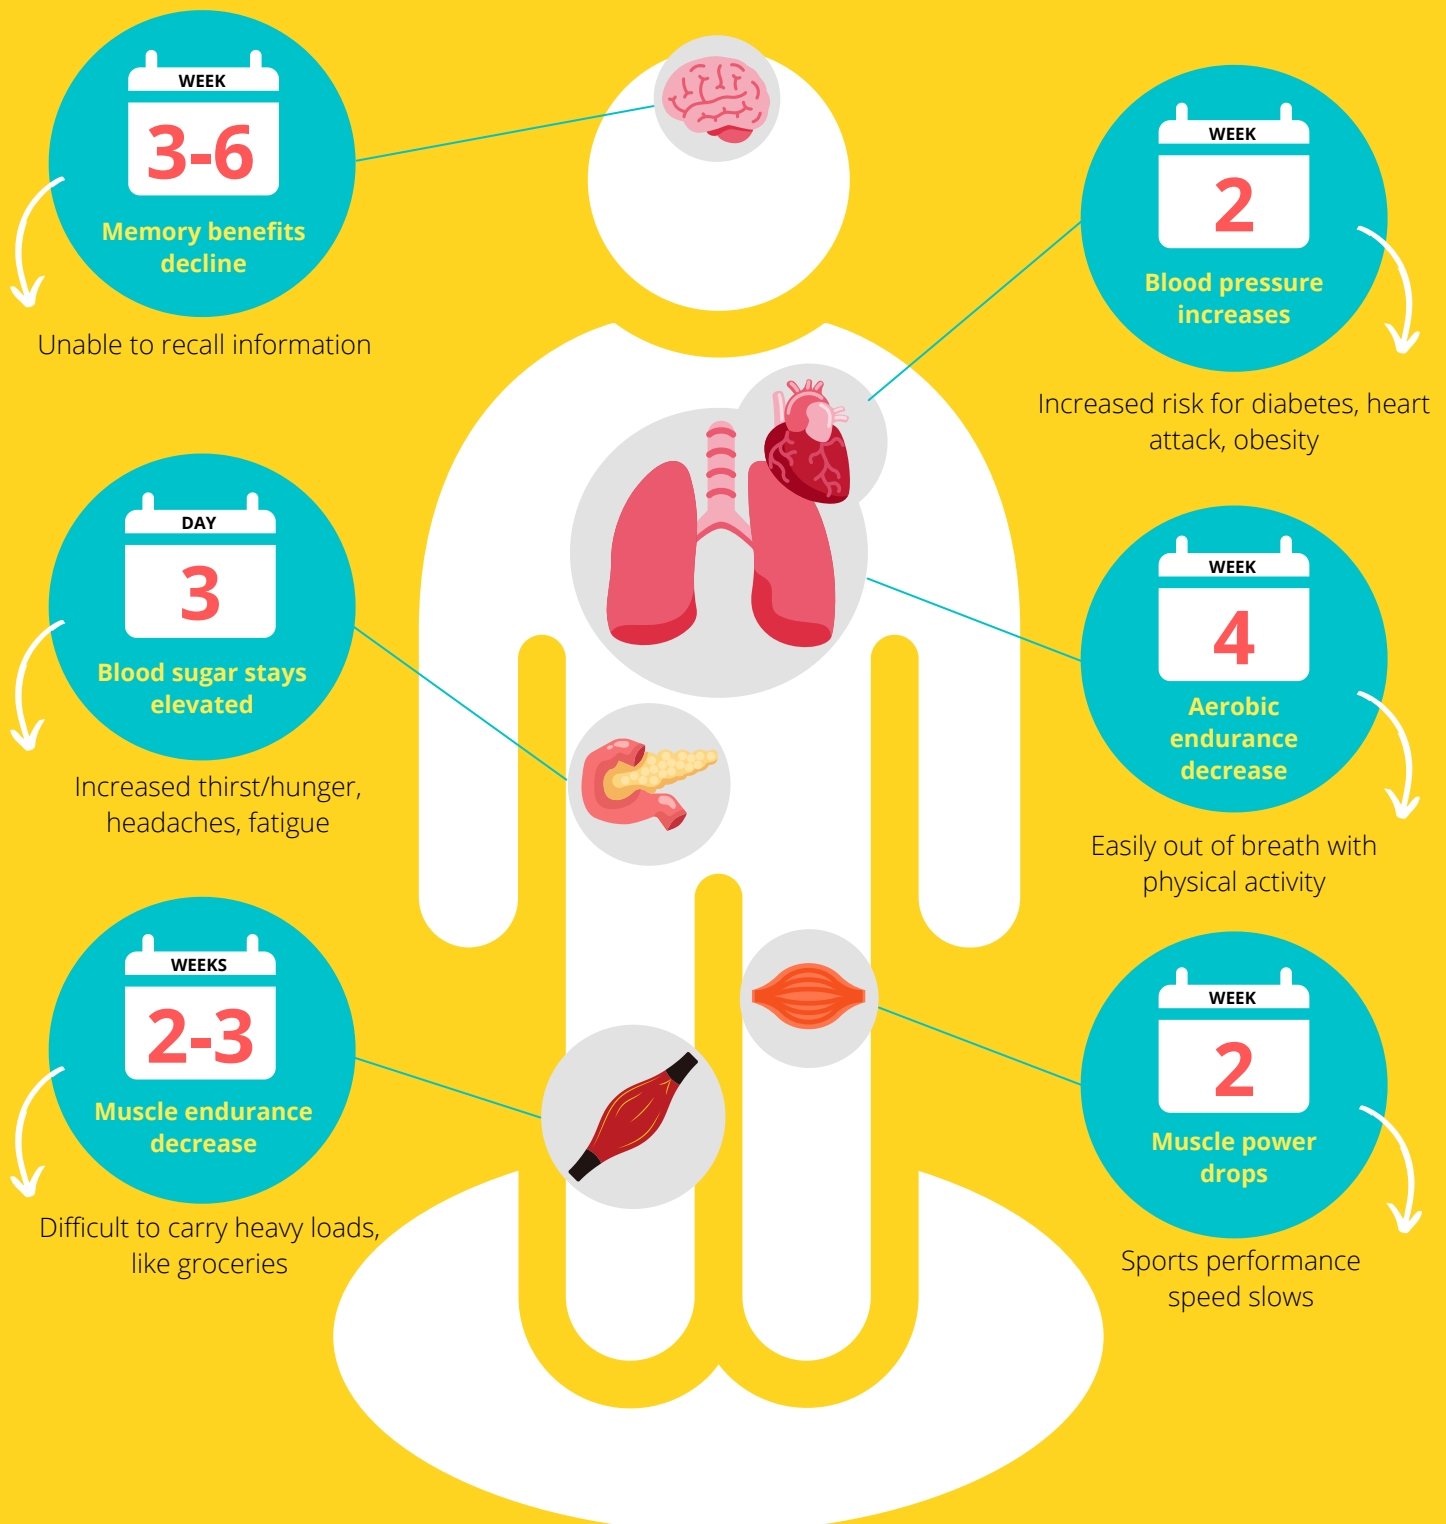 WEEK
3-6
Memory benefits
decline
Unable to recall information
DAY
3
Blood sugar stays
elevated
Increased thirst/hunger,
headaches, fatigue
WEEKS
2-3
Muscle endurance
decrease
Difficult to carry heavy loads,
like groceries
WEEK
2
Blood pressure
increases
Increased risk for diabetes, heart
attack, obesity
WEEK
4
Aerobic
endurance
decrease
Easily out of breath with
physical activity
WEEK
2
Muscle power
drops
Sports performance
speed slows